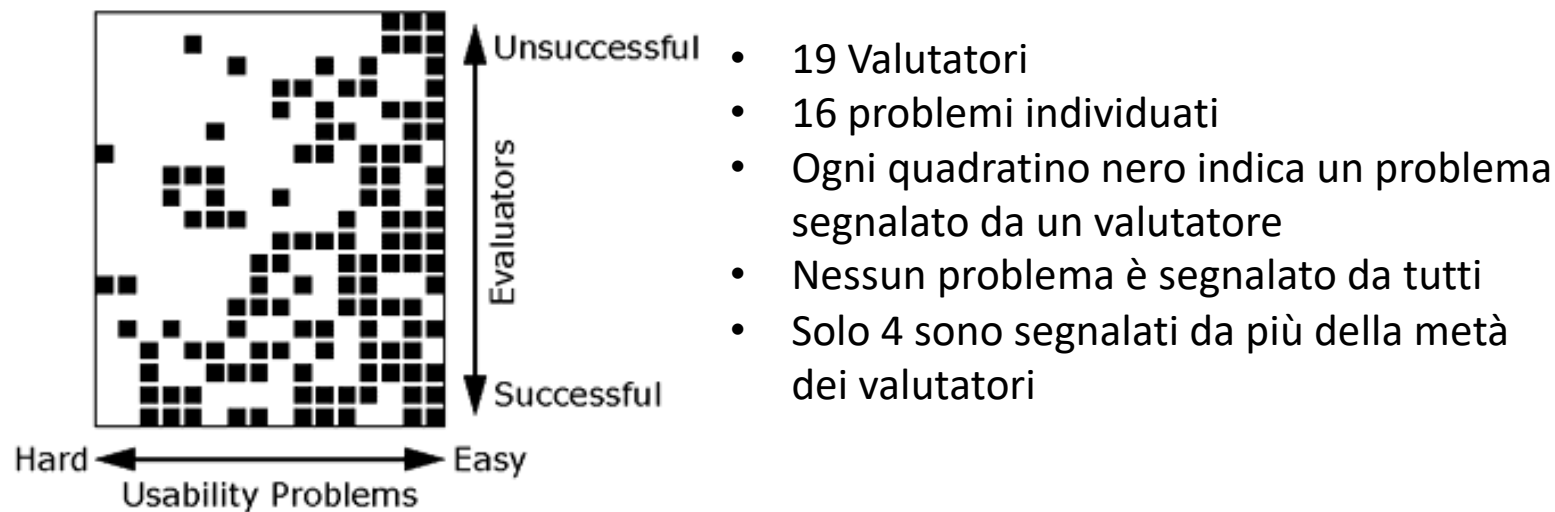 Unsuccessful
Evaluators
Successful
Hard
Easy
Usability Problems
• 19 Valutatori
• 16 problemi individuati
• Ogni quadratino nero indica un problema
segnalato da un valutatore
• Nessun problema è segnalato da tutti
• Solo 4 sono segnalati da più della metà
dei valutatori